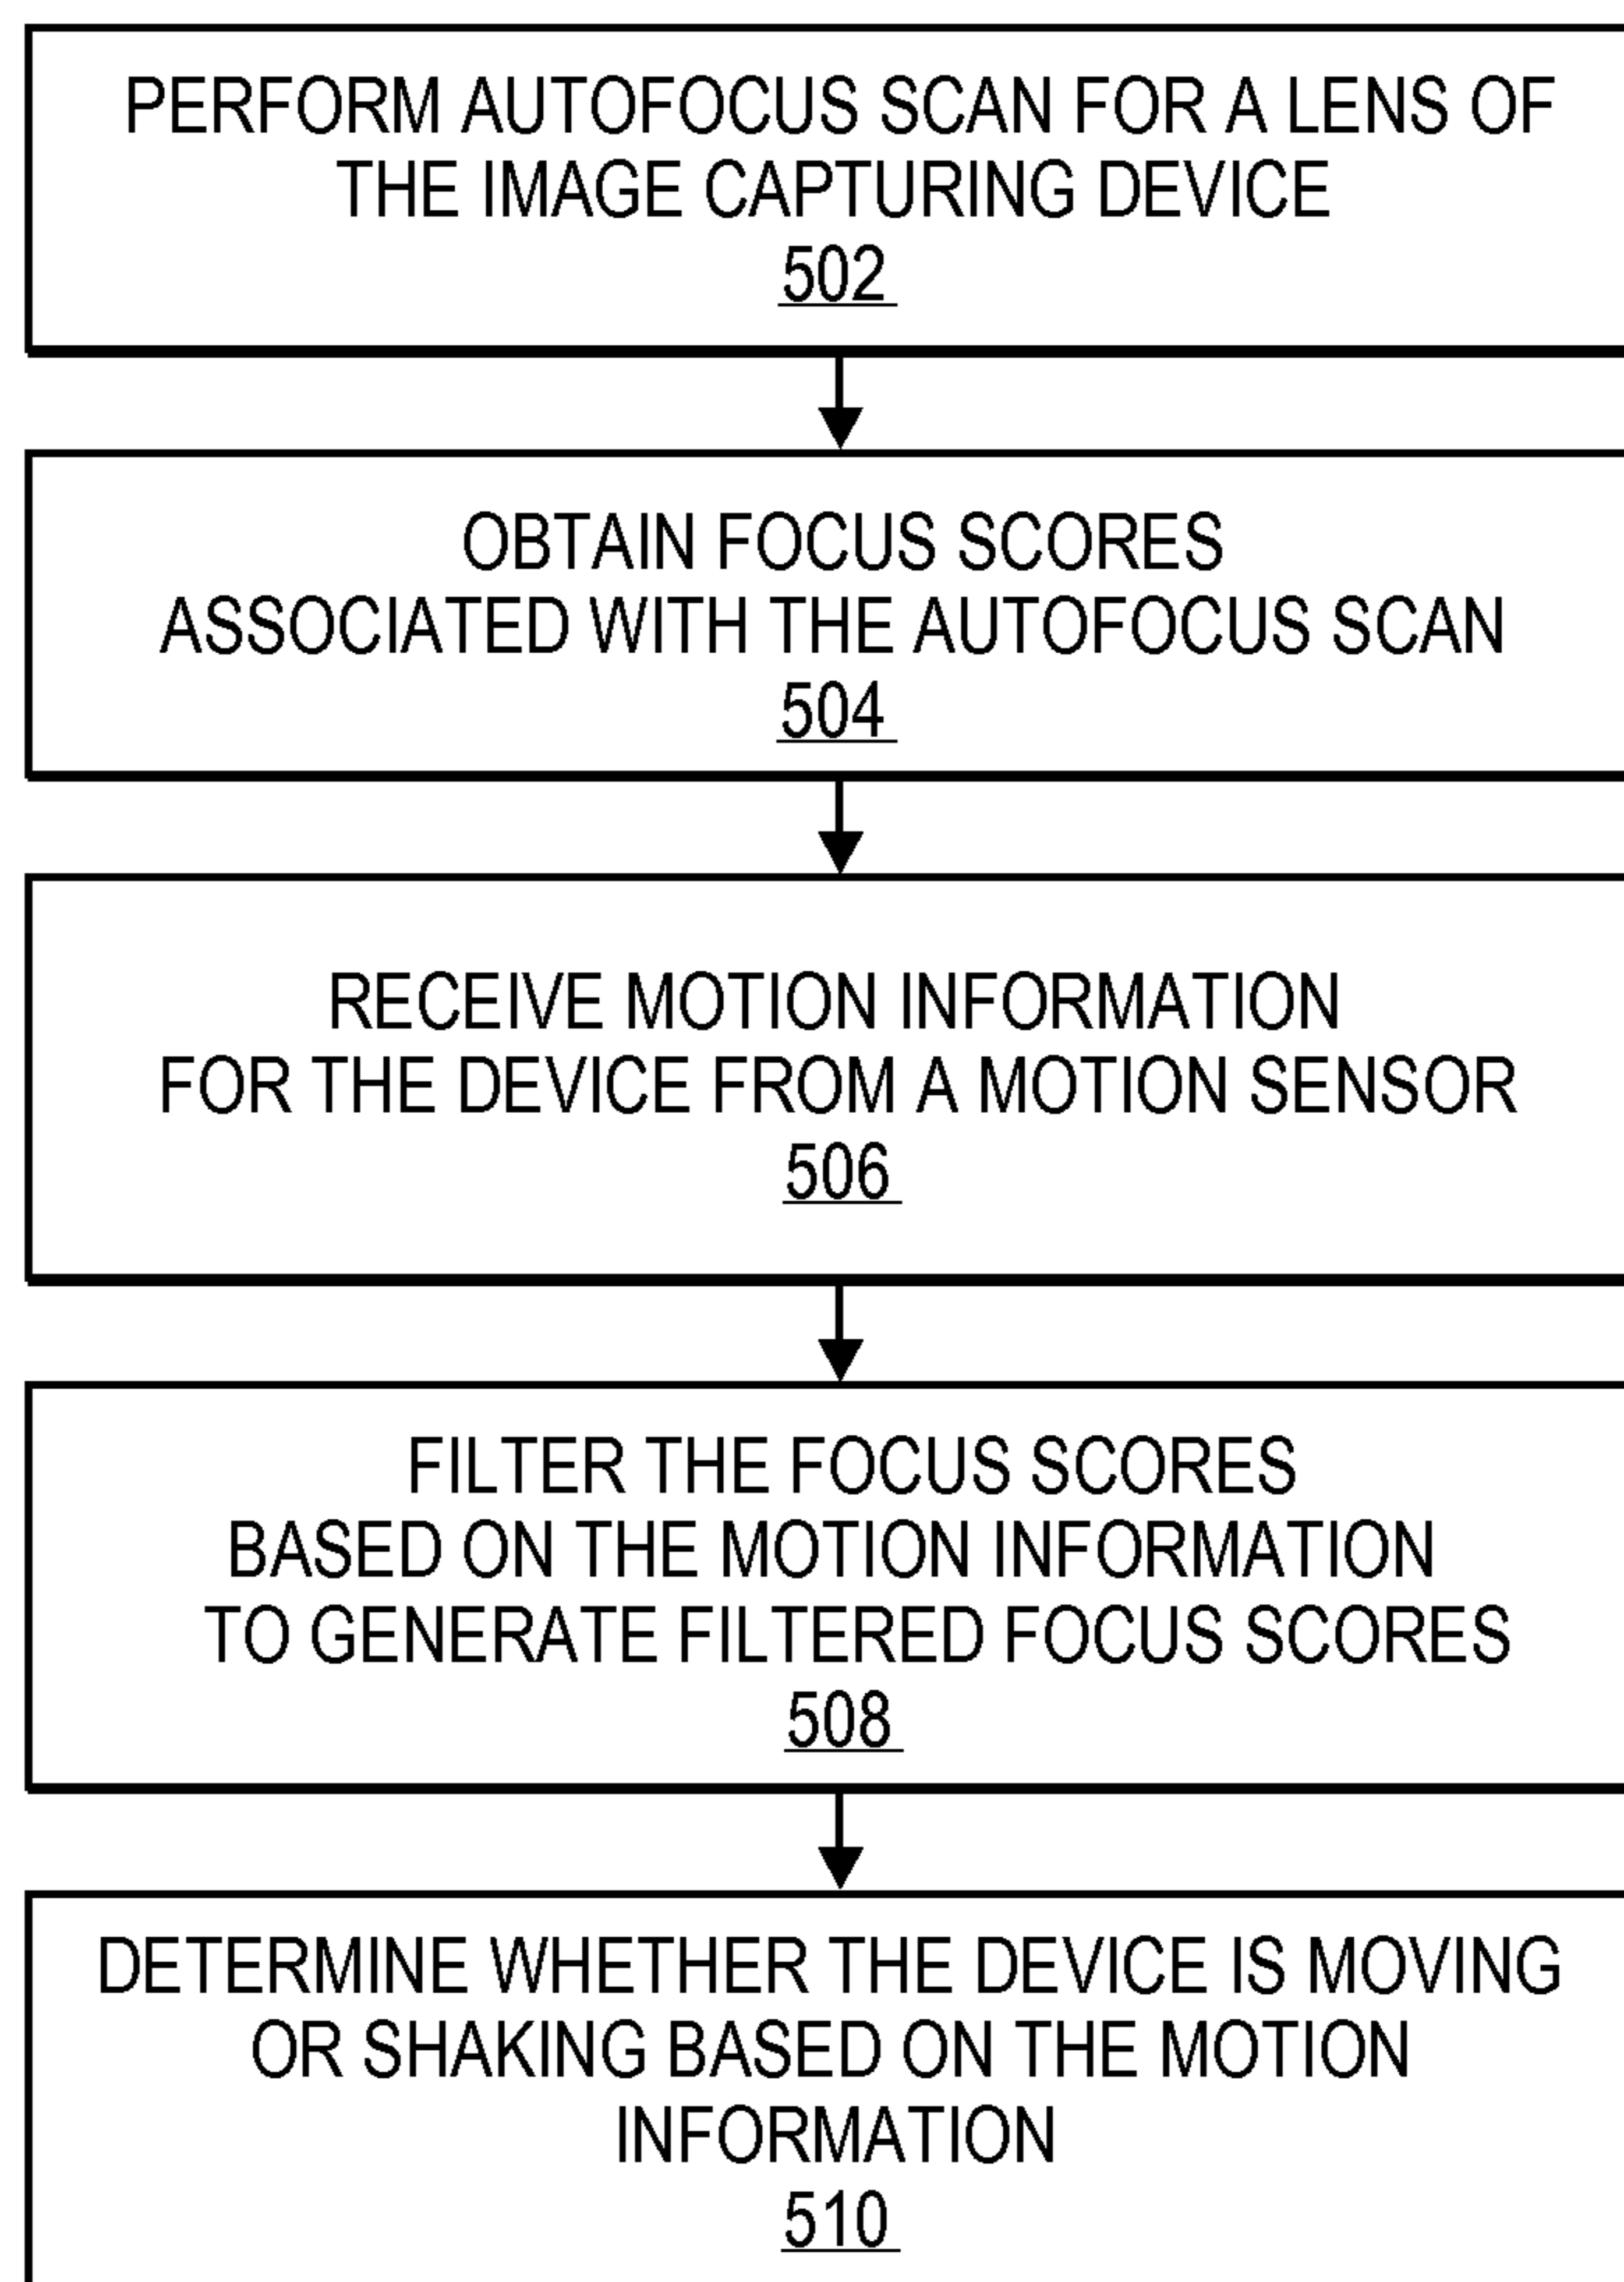 PERFORM AUTOFOCUS SCAN FOR A LENS OF
THE IMAGE CAPTURING DEVICE
502
OBTAIN FOCUS SCORES
ASSOCIATED WITH THE AUTOFOCUS SCAN
504
RECEIVE MOTION INFORMATION
FOR THE DEVICE FROM A MOTION SENSOR
506
FILTER THE FOCUS SCORES
BASED ON THE MOTION INFORMATION
TO GENERATE FILTERED FOCUS SCORES
508
DETERMINE WHETHER THE DEVICE IS MOVING
OR SHAKING BASED ON THE MOTION
INFORMATION
510